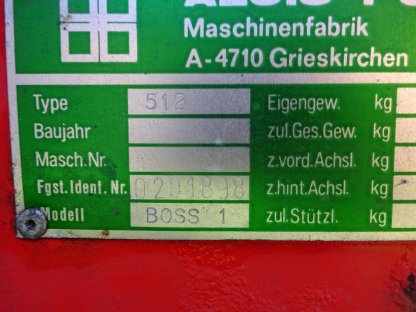 Maschinenfabrik
A-4710 Grieskirchen
Type 512 Eigengew. kg
Baujahr zul.Ges.Gew. kg
Masch.Nr. z.vord.Achsl. kg
Fgst.Ident. Nr. 0201898 z.hint.Achsl. kg
Modell BOSS 1 zul.Stützl. kg